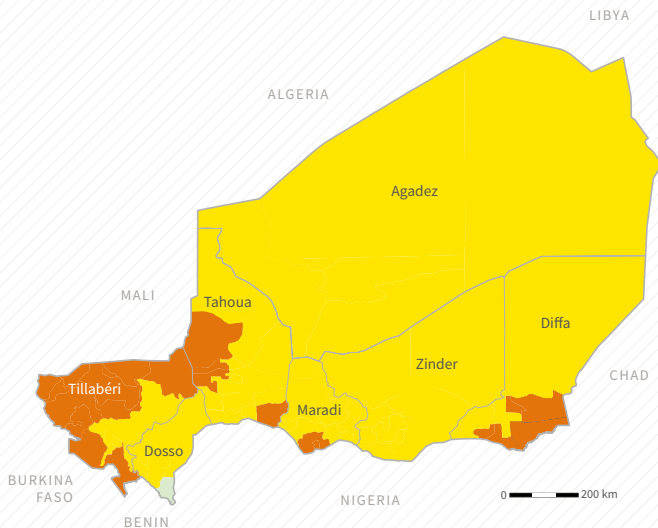 LIBYA
ALGERIA
Agadez
MALI
Tahoua
Diffa
Zinder
CHAD
Tillabéri
Maradi
Dosso
BURKINA
FASO
NIGERIA
0 200 km
BENIN